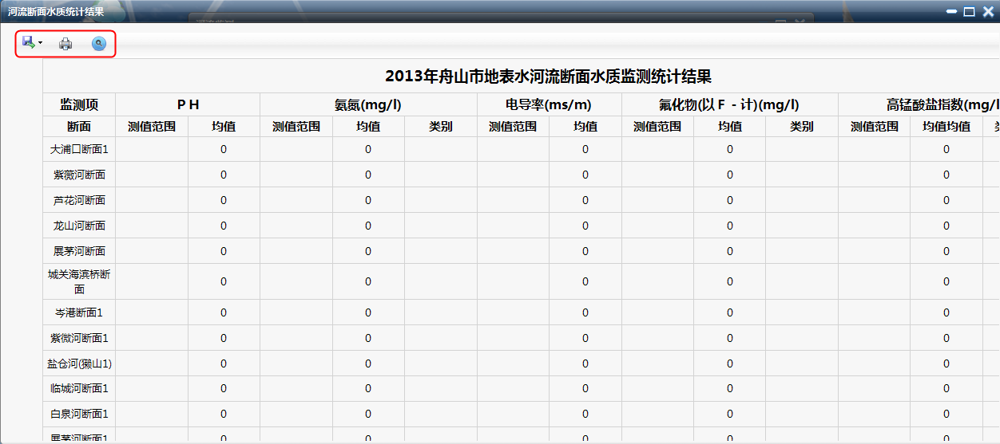 河流断面水质统计结果
2013年舟山市地表水河流断面水质监测统计结果
监测项 P H 氨氮(mg/l) 电导率(ms/m) 氟化物(以 F - 计)(mg/l) 高锰酸盐指数(mg/l
断面 测值范围 均值 测值范围 均值 类别 测值范围 均值 测值范围 均值 类别 测值范围 均值均值
大浦口断面1 0 0 0 0 0
紫薇河断面 0 0 0 0 0
芦花河断面 0 0 0 0 0
龙山河断面 0 0 0 0 0
展茅河断面 0 0 0 0 0
城关海滨桥断
面 0 0 0 0 0
岑港断面1 0 0 0 0 0
紫微河断面1 0 0 0 0 0
盐仓河(獭山1) 0 0 0 0 0
临城河断面1 0 0 0 0 0
白泉河断面1 0 0 0 0 0
展茅河断面1 0 0 0 0 0